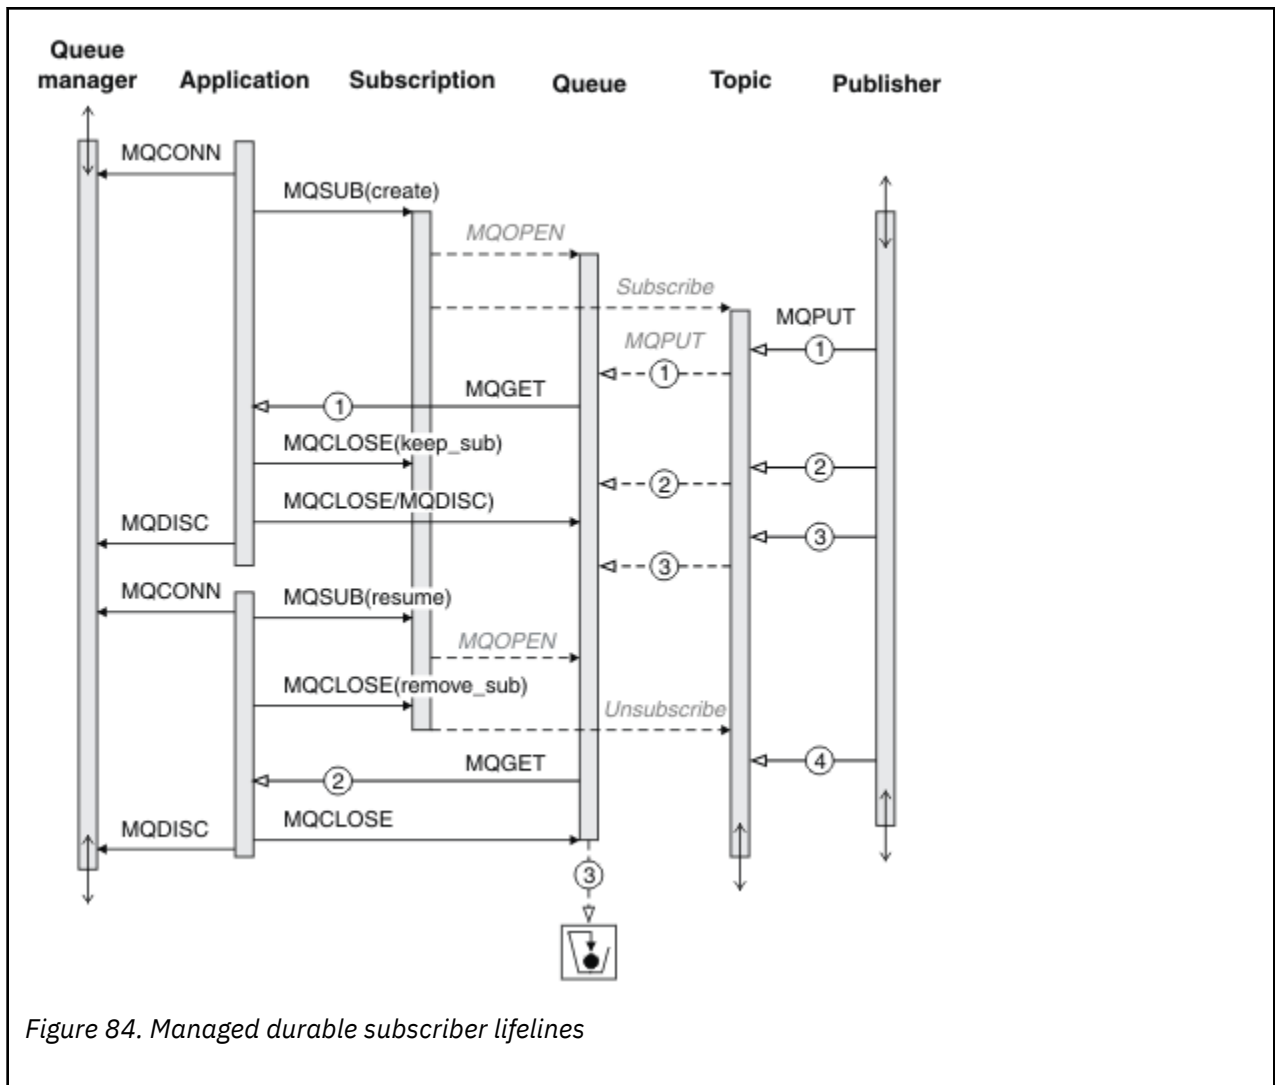 Queue
manager
Application
Subscription
Queue
Topic
Publisher
MQCONN
MQSUB(create)
MQOPEN
Subscribe
MQPUT
1
MQPUT
1
MQGET
1
MQCLOSE(keep_sub)
2
2
MQCLOSE/MQDISC)
MQDISC
3
3
MQCONN
MQSUB(resume)
MQOPEN
MQCLOSE(remove_sub)
Unsubscribe
4
MQGET
2
MQCLOSE
MQDISC
3
Figure 84. Managed durable subscriber lifelines